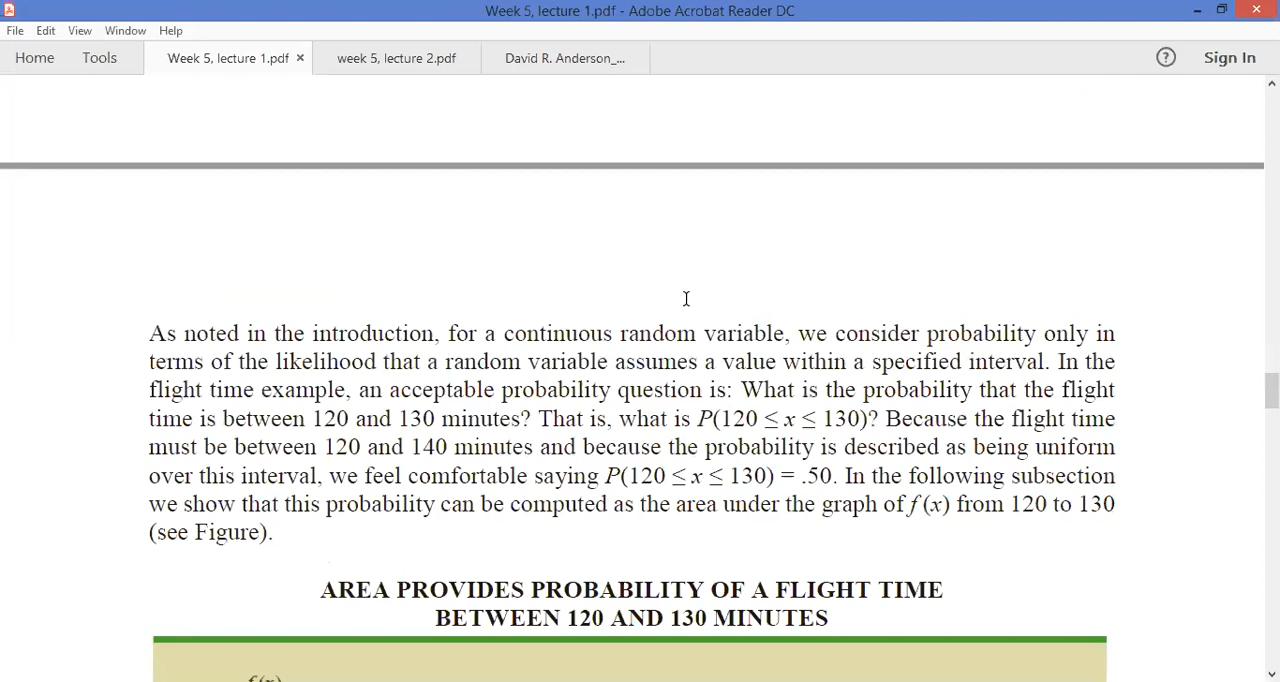 Week 5, lecture 1.pdf - Adobe Acrobat Reader DC
File Edit View Window Help
Home Tools Week 5, lecture 1.pdf × week 5, lecture 2.pdf David R. Anderson_... ? Sign In
As noted in the introduction, for a continuous random variable, we consider probability only in
terms of the likelihood that a random variable assumes a value within a specified interval. In the
flight time example, an acceptable probability question is: What is the probability that the flight
time is between 120 and 130 minutes? That is, what is P(120 ≤ x ≤ 130)? Because the flight time
must be between 120 and 140 minutes and because the probability is described as being uniform
over this interval, we feel comfortable saying P(120 ≤ x ≤ 130) = .50. In the following subsection
we show that this probability can be computed as the area under the graph of f (x) from 120 to 130
(see Figure).
AREA PROVIDES PROBABILITY OF A FLIGHT TIME
BETWEEN 120 AND 130 MINUTES
f(x)